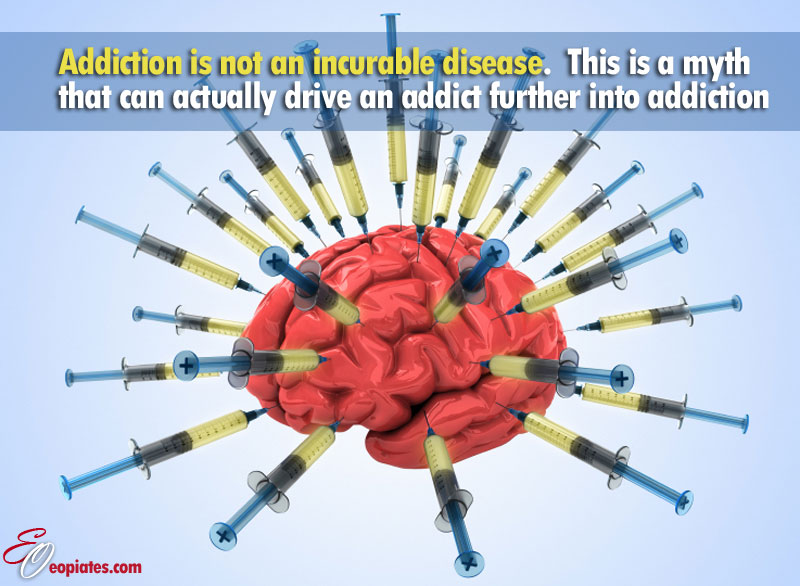 Addiction is not an incurable disease.  This is a myth
that can actually drive an addict further into addiction
EO eopiates.com